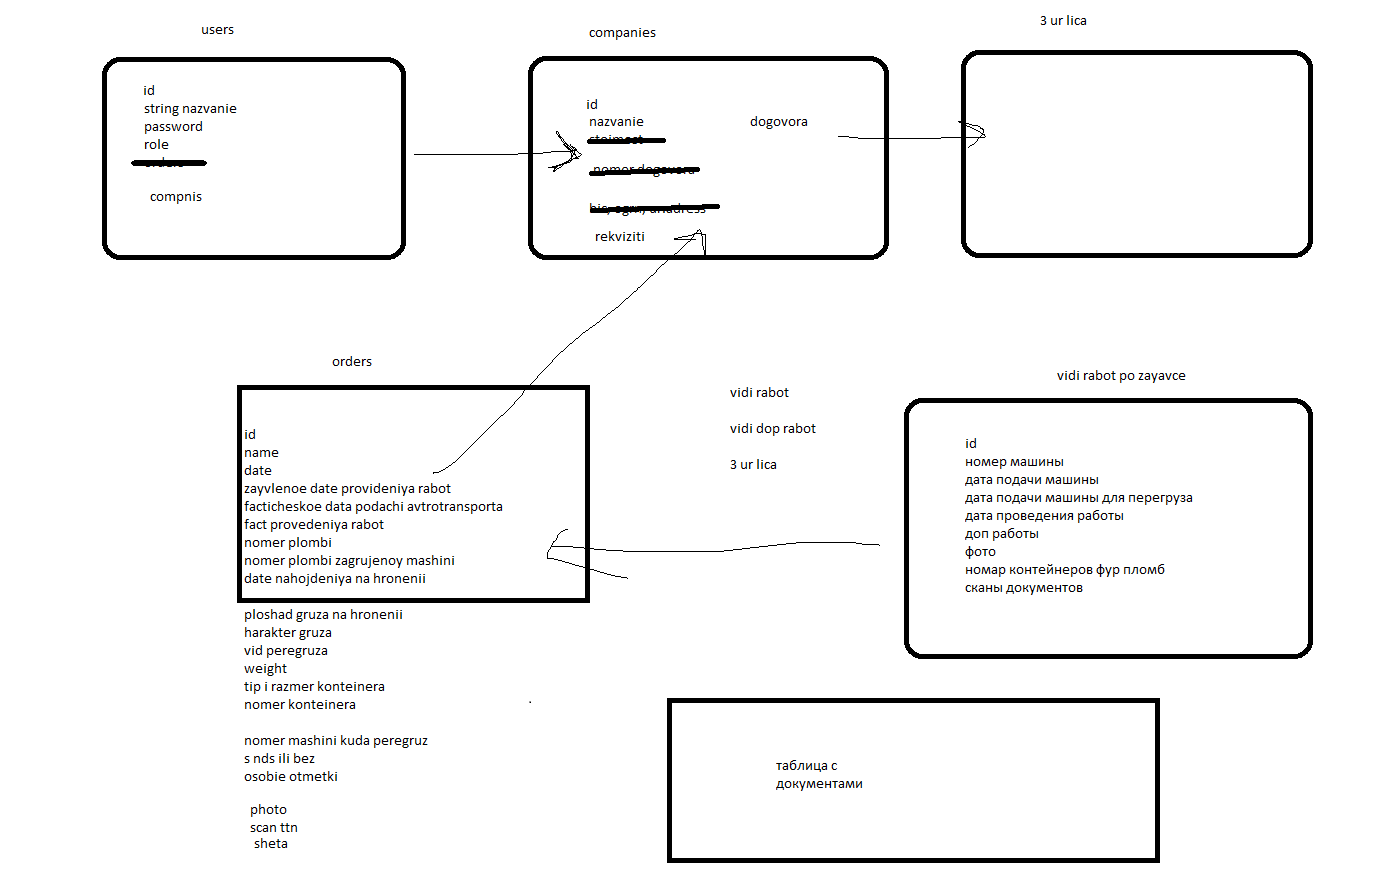 users
id
string nazvanie
password
role
compnis
companies
id
nazvanie
dogovora
rekviziti
3 ur lica
orders
id
name
date
zayvlenoe date provideniya rabot
facticheskoe data podachi avtrotransporta
fact provedeniya rabot
nomer plombi
nomer plombi zagrujenoy mashini
date nahojdeniya na hronenii
ploshad gruza na hronenii
harakter gruza
vid peregruza
weight
tip i razmer konteinera
nomer konteinera
nomer mashini kuda peregruz
s nds ili bez
osobie otmetki
photo
scan ttn
sheta
vidi rabot
vidi dop rabot
3 ur lica
vidi rabot po zayavce
id
номер машины
дата подачи машины
дата подачи машины для перегруза
дата проведения работы
доп работы
фото
номар контейнеров фур пломб
сканы документов
таблица с
документами